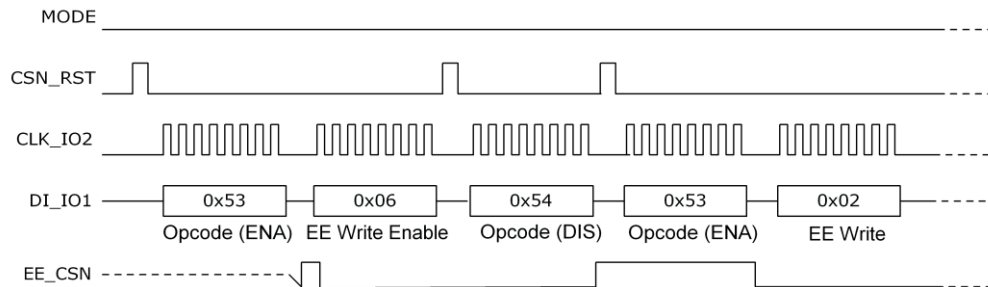 MODE
CSN_RST
CLK_IO2
DI_IO1 0x53 0x06 0x54 0x53 0x02
Opcode (ENA) EE Write Enable Opcode (DIS) Opcode (ENA) EE Write
EE_CSN